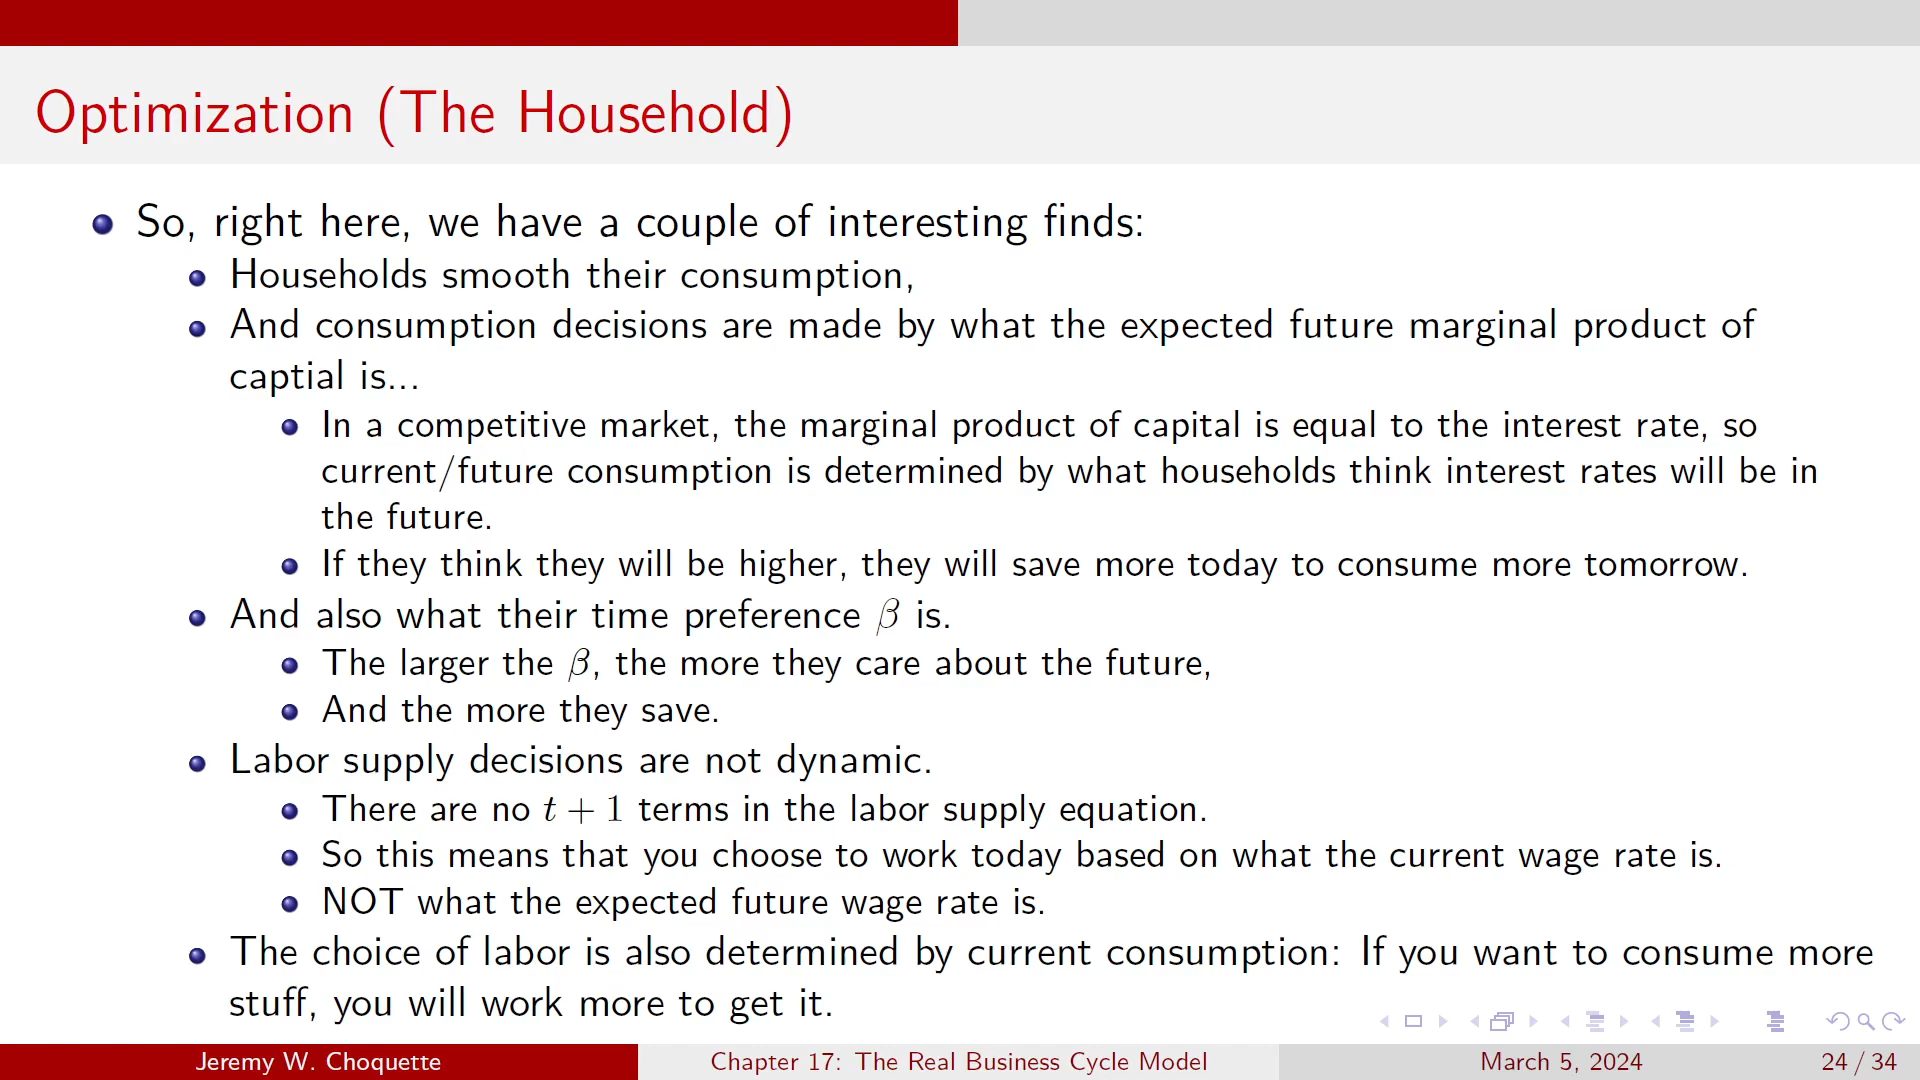 Optimization (The Household)
So, right here, we have a couple of interesting finds:
Households smooth their consumption,
And consumption decisions are made by what the expected future marginal product of
captial is...
In a competitive market, the marginal product of capital is equal to the interest rate, so
current/future consumption is determined by what households think interest rates will be in
the future.
If they think they will be higher, they will save more today to consume more tomorrow.
And also what their time preference β is.
The larger the β, the more they care about the future,
And the more they save.
Labor supply decisions are not dynamic.
There are no t + 1 terms in the labor supply equation.
So this means that you choose to work today based on what the current wage rate is.
NOT what the expected future wage rate is.
The choice of labor is also determined by current consumption: If you want to consume more
stuff, you will work more to get it.
Jeremy W. Choquette Chapter 17: The Real Business Cycle Model March 5, 2024 24 / 34